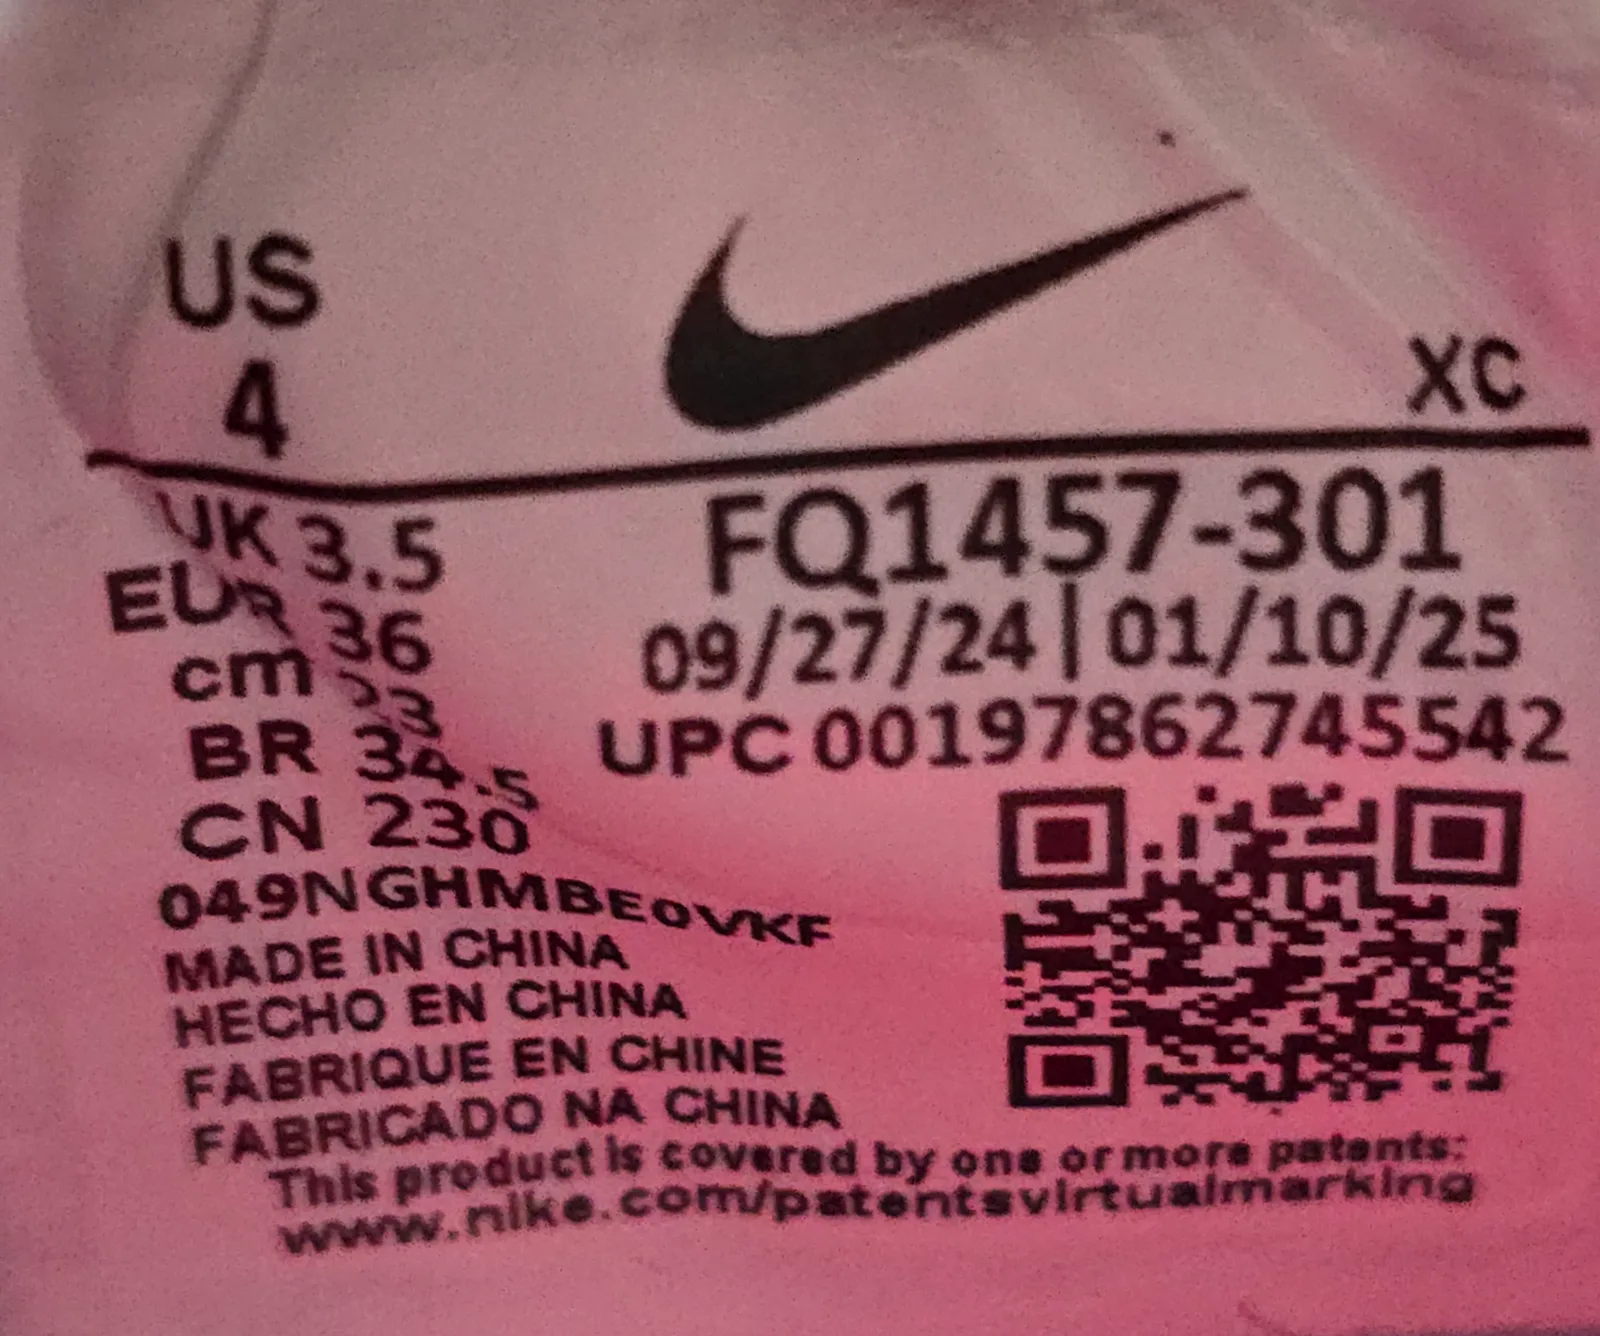 US
4
XC
UK 3.5
EUR 36
cm 23
BR 34.5
CN 230
FQ1457-301
09/27/24|01/10/25
UPC 00197862745542
049NGHMBE0VKF
MADE IN CHINA
HECHO EN CHINA
FABRIQUE EN CHINE
FABRICADO NA CHINA
This product is covered by one or more patents:
www.nike.com/patentsvirtualmarking